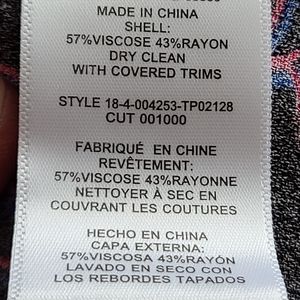 MADE IN CHINA
SHELL:
57%VISCOSE 43%RAYON
DRY CLEAN
WITH COVERED TRIMS
STYLE 18-4-004253-TP02128
CUT 001000
FABRIQUÉ EN CHINE
REVÊTEMENT:
57%VISCOSE 43%RAYONNE
NETTOYER À SEC EN
COUVRANT LES COUTURES
HECHO EN CHINA
CAPA EXTERNA:
57%VISCOSA 43%RAYÓN
LAVADO EN SECO CON
LOS REBORDES TAPADOS